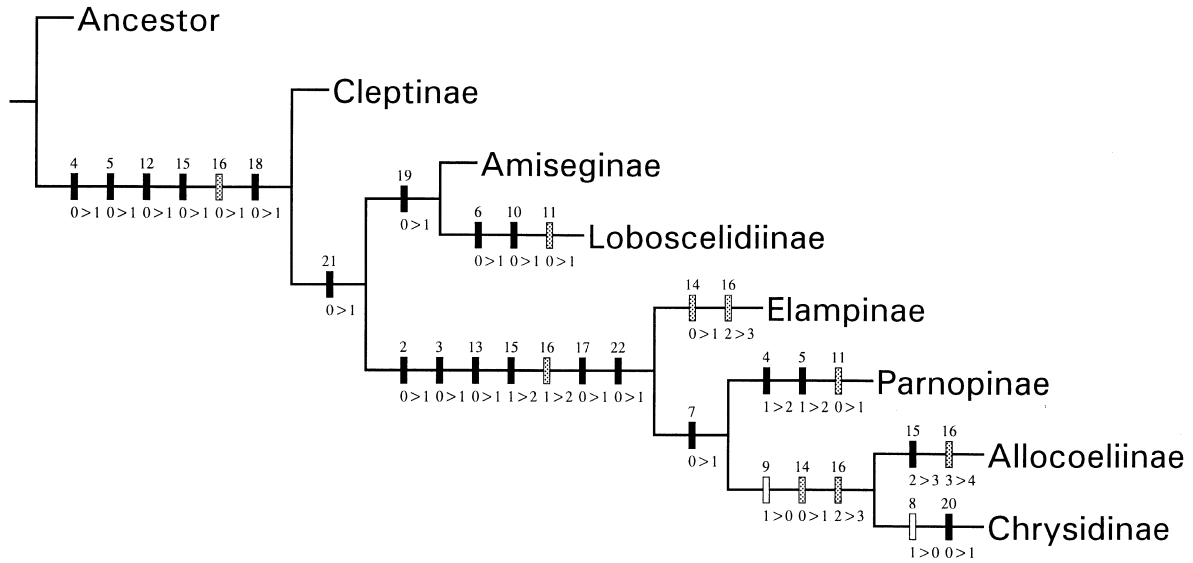 Ancestor
Cleptinae
4 5 12 15 16 18
0>1 0>1 0>1 0>1 0>1 0>1
Amiseginae
19
0>1
6 10 11
Loboscelidiinae
0>1 0>1 0>1
21
0>1
14 16
Elampinae
0>1 2>3
2 3 13 15 16 17 22
0>1 0>1 0>1 1>2 1>2 0>1 0>1
4 5 11
Parnopinae
1>2 1>2 0>1
7
0>1
15 16
Allocoeliinae
2>3 3>4
9 14 16
1>0 0>1 2>3
8 20
Chrysidinae
1>0 0>1